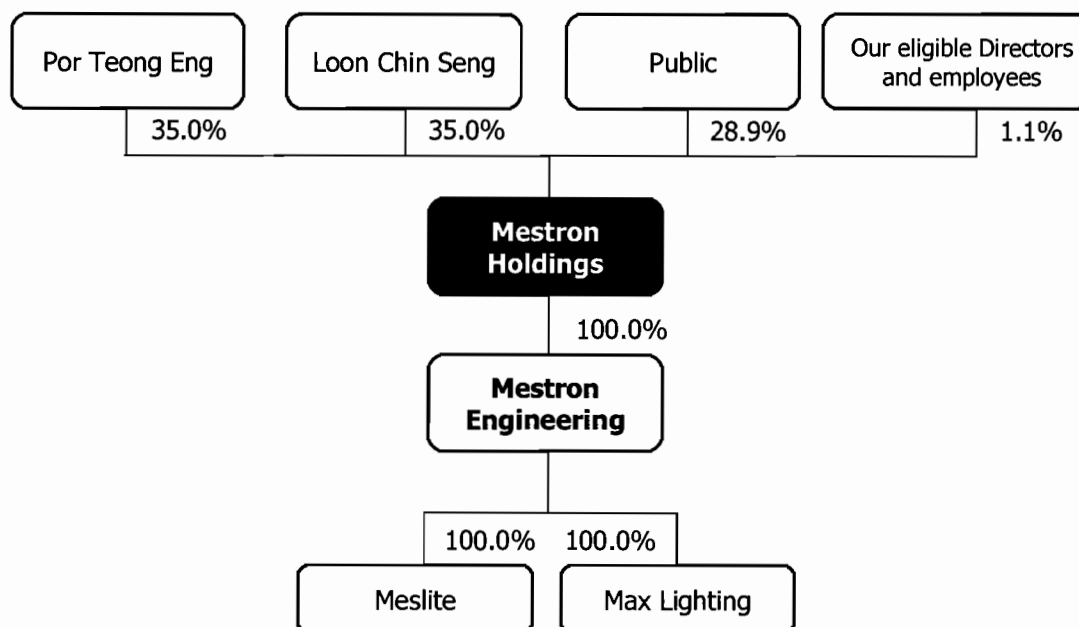 Por Teong Eng
Loon Chin Seng
Public
Our eligible Directors
and employees
35.0%
35.0%
28.9%
1.1%
Mestron
Holdings
100.0%
Mestron
Engineering
100.0%
100.0%
Meslite
Max Lighting